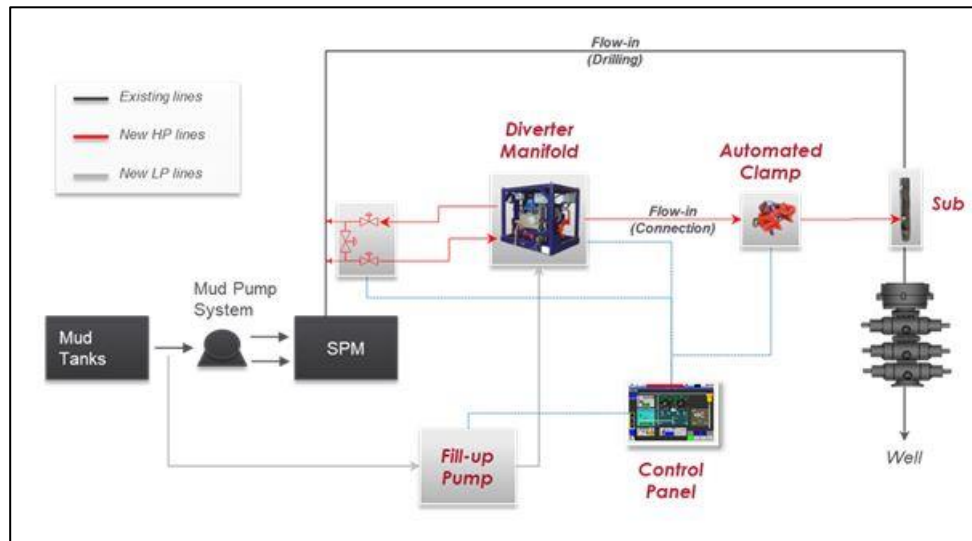 Flow-in
(Drilling)
Existing lines
New HP lines
New LP lines
Diverter
Manifold
Automated
Clamp
Sub
Flow-in
(Connection)
Mud Pump
System
Mud
Tanks
SPM
Fill-up
Pump
Control
Panel
Well